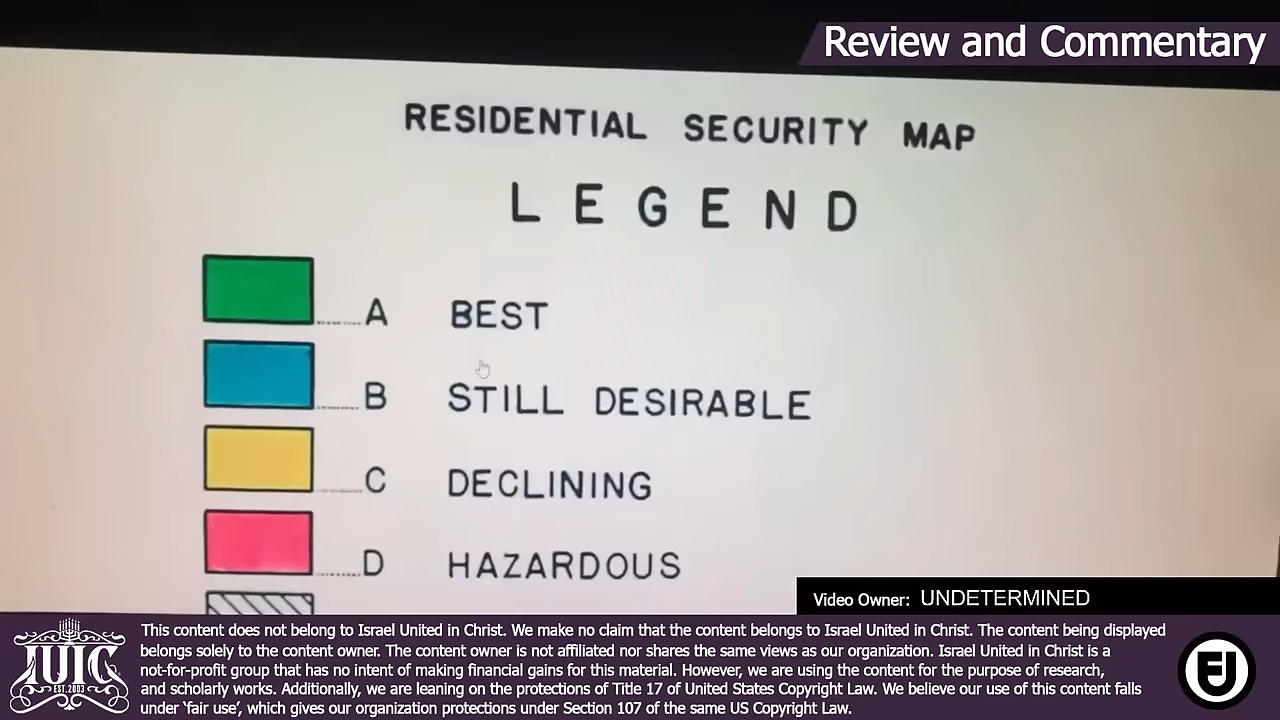 Review and Commentary
RESIDENTIAL SECURITY MAP
LEGEND
A BEST
B STILL DESIRABLE
C DECLINING
D HAZARDOUS
Video Owner: UNDETERMINED
This content does not belong to Israel United in Christ. We make no claim that the content belongs to Israel United in Christ. The content being displayed
belongs solely to the content owner. The content owner is not affiliated nor shares the same views as our organization. Israel United in Christ is a
not-for-profit group that has no intent of making financial gains for this material. However, we are using the content for the purpose of research,
and scholarly works. Additionally, we are leaning on the protections of Title 17 of United States Copyright Law. We believe our use of this content falls
under ‘fair use’, which gives our organization protections under Section 107 of the same US Copyright Law.
IUIC
EST. 2003